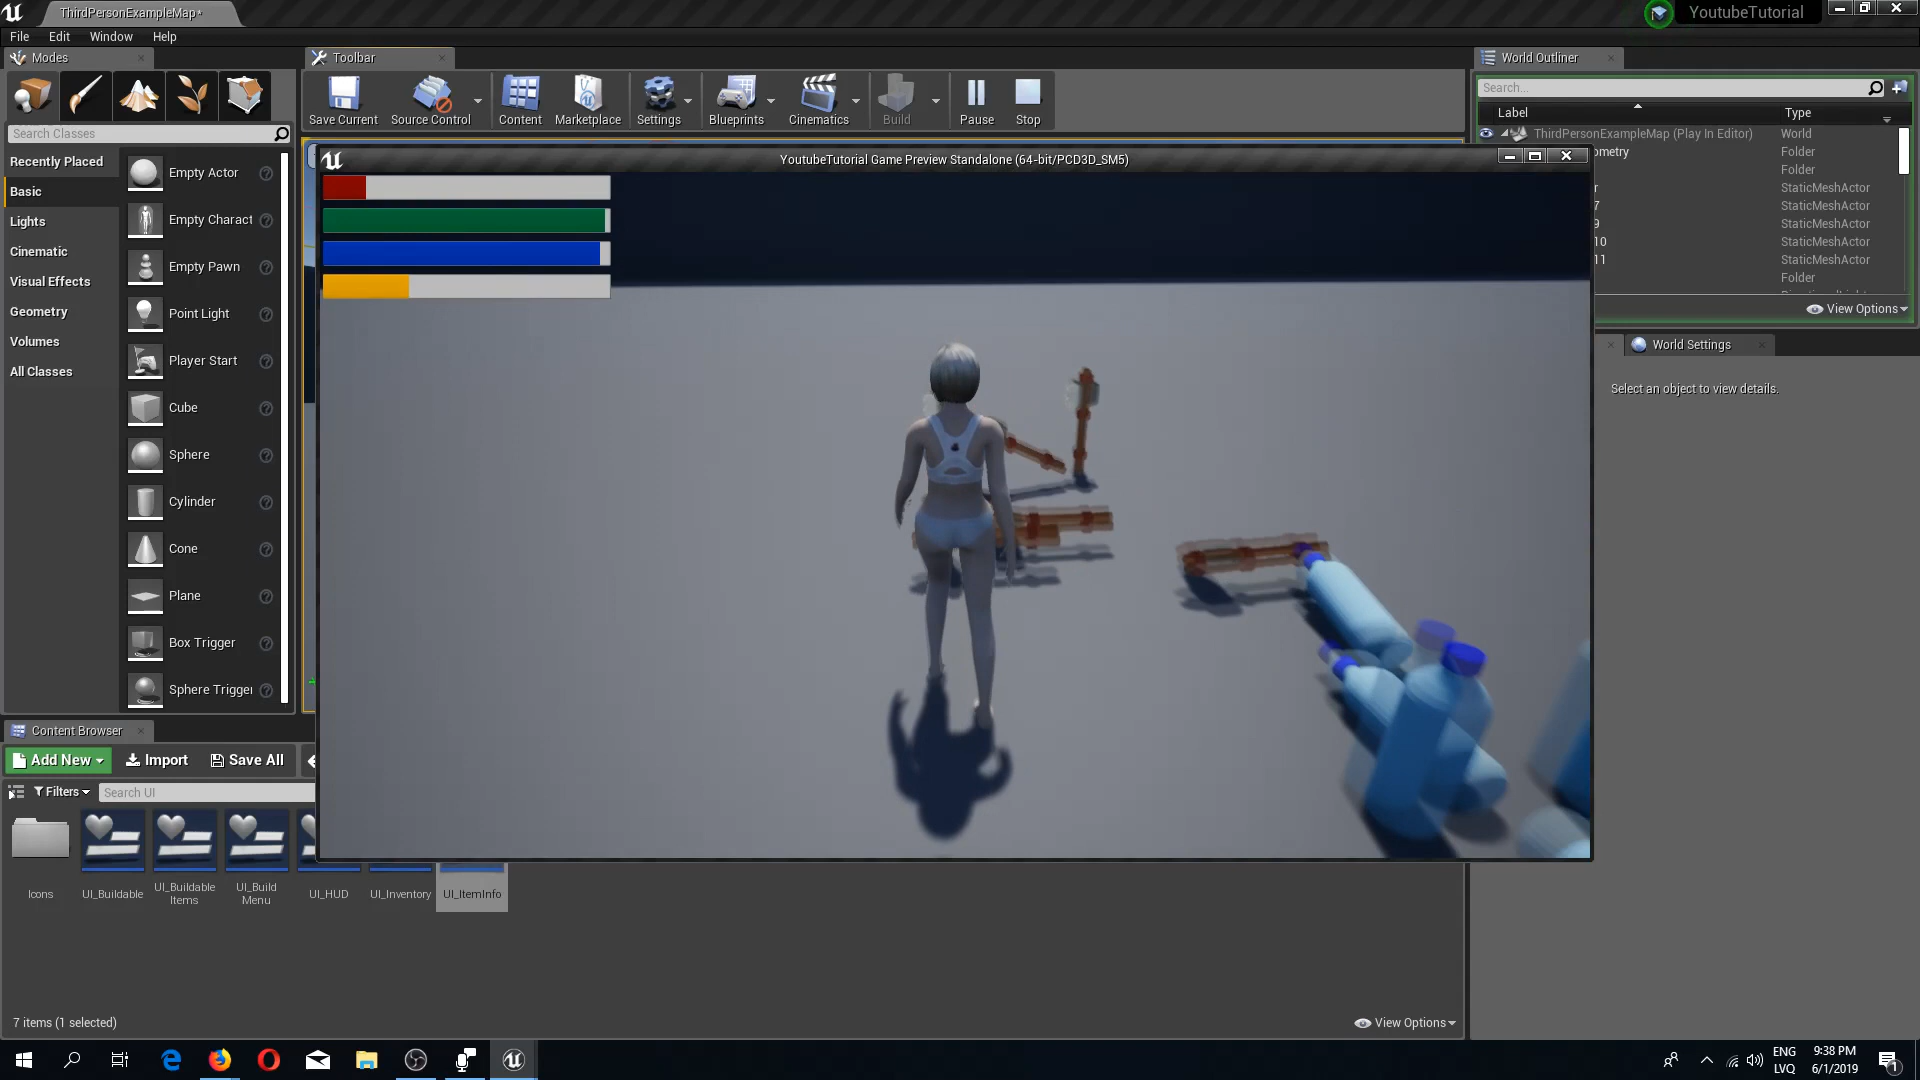 ThirdPersonExampleMap*
YoutubeTutorial
File Edit Window Help
Modes
Toolbar
World Outliner
Save Current
Source Control
Content
Marketplace
Settings
Blueprints
Cinematics
Build
Pause
Stop
Search...
Label
Type
ThirdPersonExampleMap (Play In Editor) World
ometry Folder
Folder
r StaticMeshActor
7 StaticMeshActor
9 StaticMeshActor
10 StaticMeshActor
11 StaticMeshActor
Folder
View Options
World Settings
Select an object to view details.
Search Classes
Recently Placed
Basic
Lights
Cinematic
Visual Effects
Geometry
Volumes
All Classes
Empty Actor
Empty Charact
Empty Pawn
Point Light
Player Start
Cube
Sphere
Cylinder
Cone
Plane
Box Trigger
Sphere Trigger
YoutubeTutorial Game Preview Standalone (64-bit/PCD3D_SM5)
Content Browser
Add New
Import
Save All
Filters
Search UI
Icons
UI_Buildable
UI_Buildable
Items
UI_Build
Menu
UI_HUD
UI_Inventory
UI_ItemInfo
7 items (1 selected)
View Options
ENG
LVQ
9:38 PM
6/1/2019
1